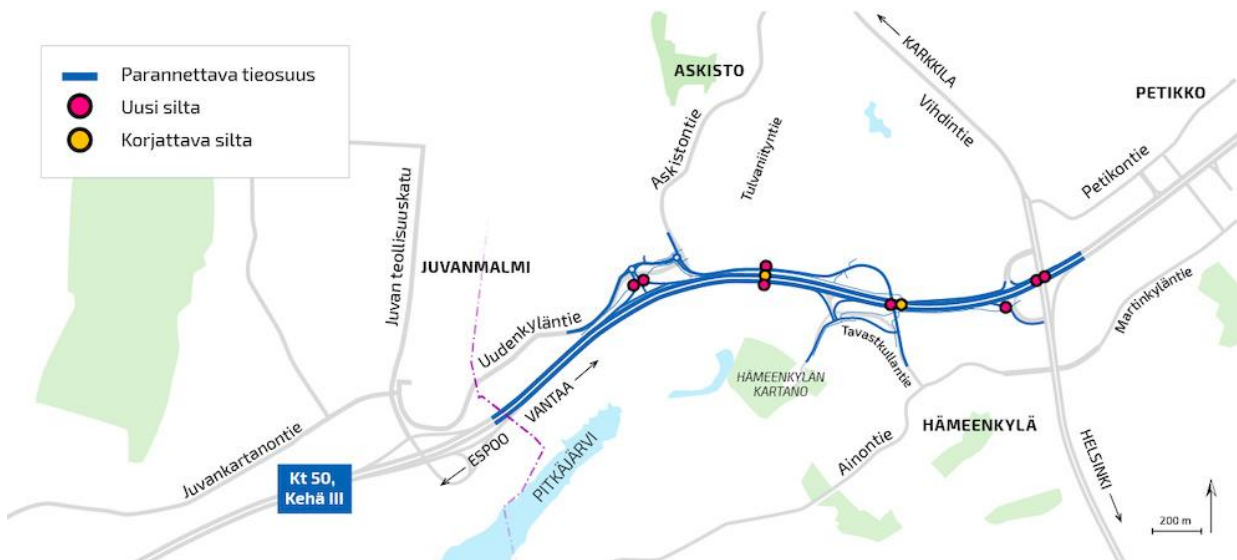 Parannettava tieosuus
Uusi silta
Korjattava silta
ASKISTO
KARKKILA
PETIKKO
Vihdintie
Askistontie
Tulvaniityntie
Petikontie
Juvan teollisuuskatu
JUVANMALMI
Martinkyläntie
Uudenkyläntie
Tavastkullantie
HÄMEENKYLÄN
KARTANO
VANTAA
ESPOO
HÄMEENKYLÄ
Juvankartanontie
PITKÄJÄRVI
Ainontie
HELSINKI
Kt 50,
Kehä III
200 m